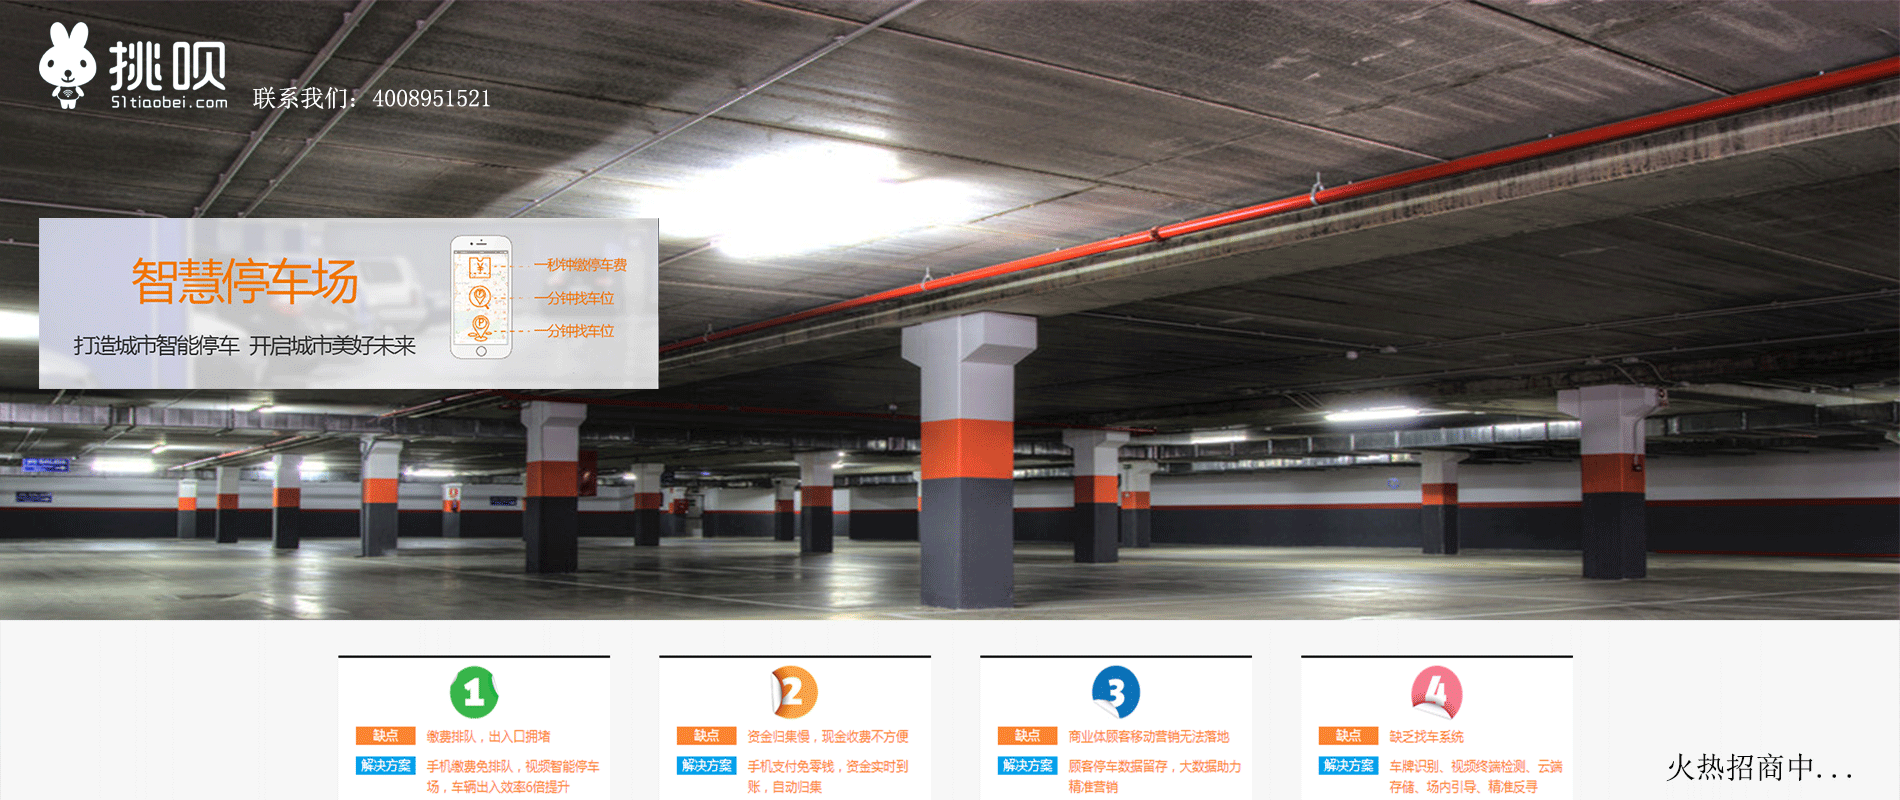 挑呗
51tiaobei.com
联系我们：4008951521
智慧停车场
打造城市智能停车 开启城市美好未来
一秒钟缴停车费
一分钟找车位
一分钟找车位
1
缺点 缴费排队，出入口拥堵
解决方案 手机缴费免排队，视频智能停车
场，车辆出入效率6倍提升
2
缺点 资金归集慢，现金收费不方便
解决方案 手机支付免零钱，资金实时到
账，自动归集
3
缺点 商业体顾客移动营销无法落地
解决方案 顾客停车数据留存，大数据助力
精准营销
4
缺点 缺乏找车系统
解决方案 车牌识别、视频终端检测、云端
存储、场内引导、精准反寻
火热招商中...